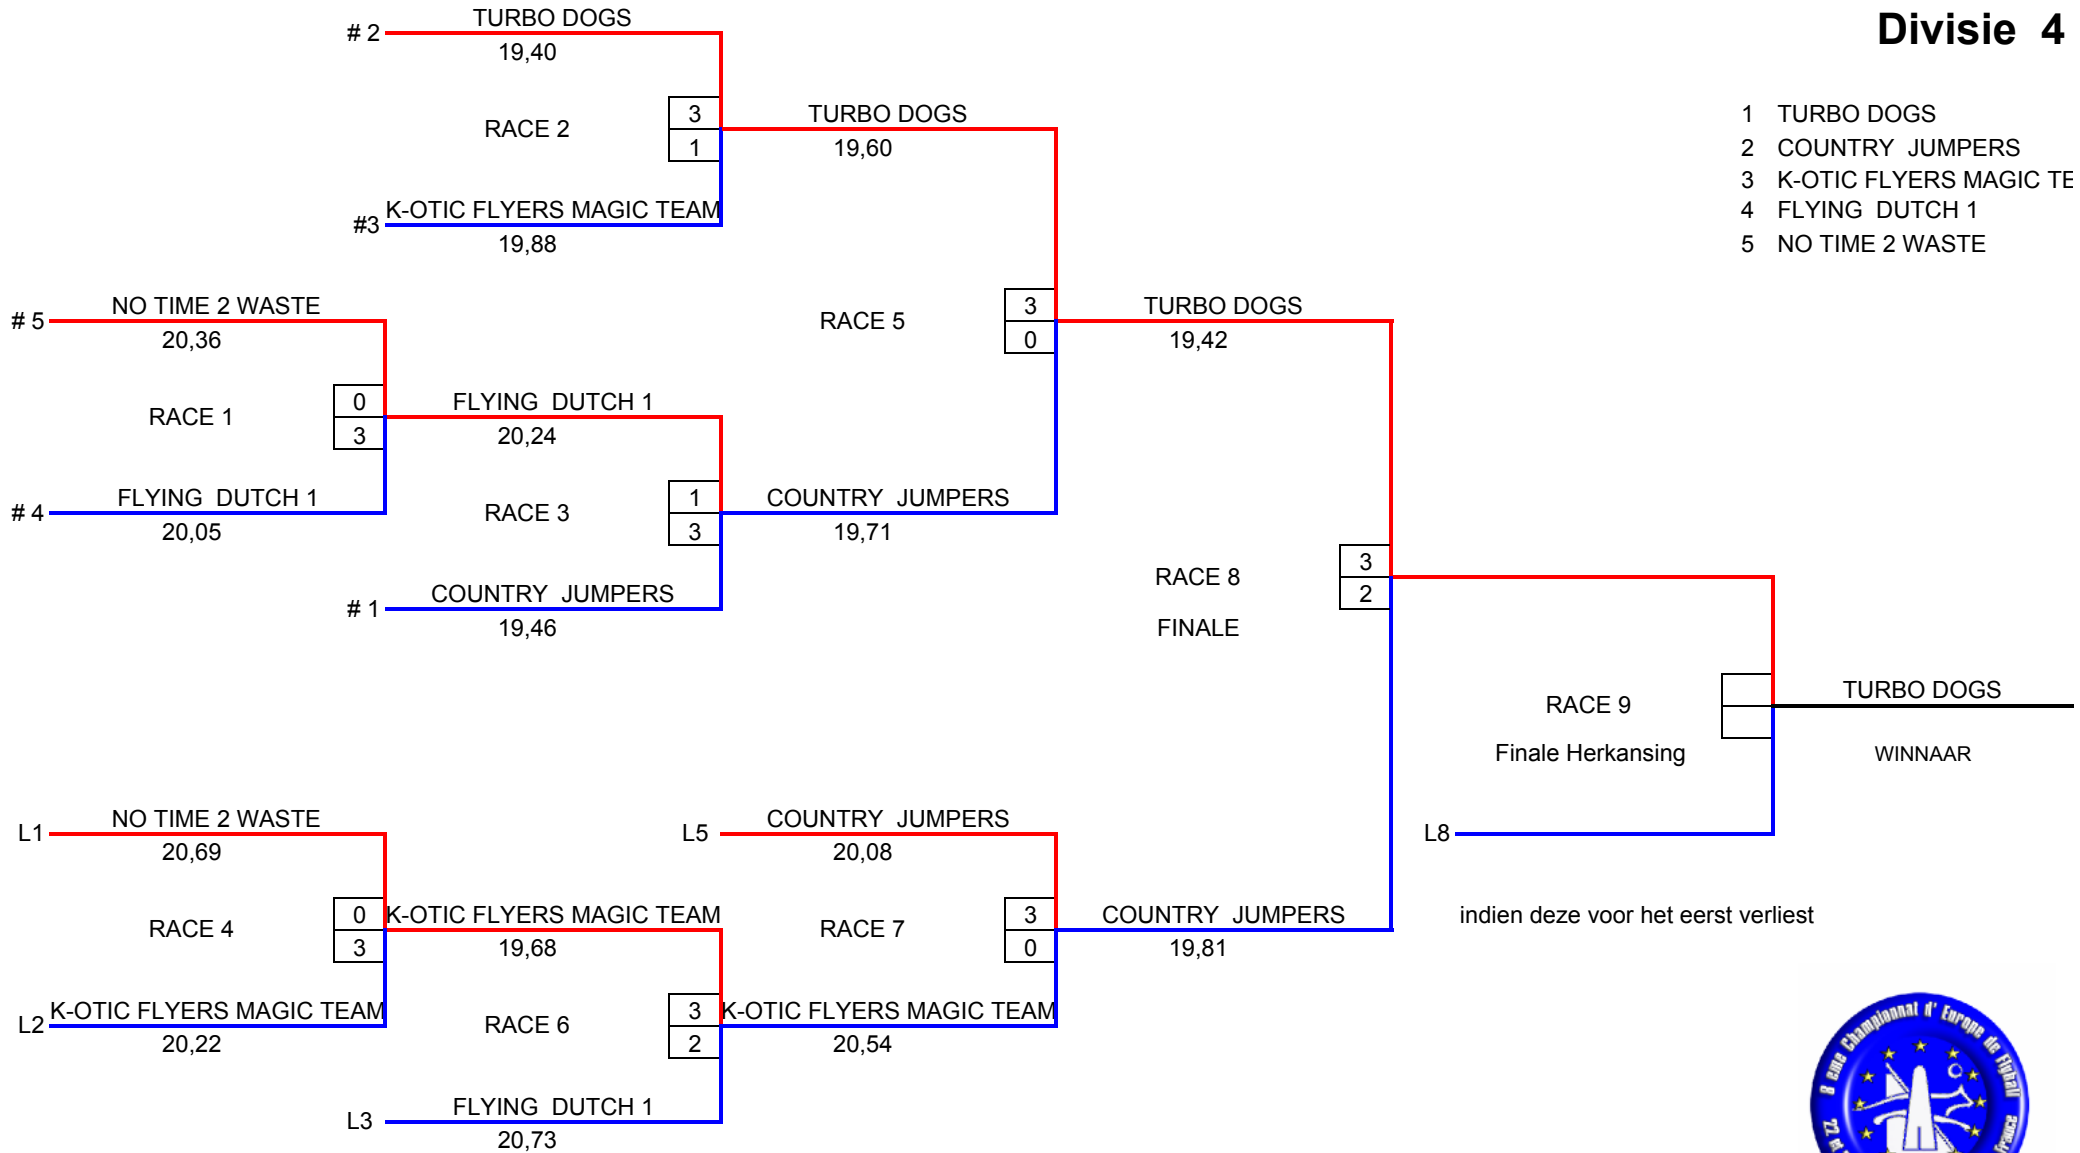 Divisie 4
1 TURBO DOGS
2 COUNTRY JUMPERS
3 K-OTIC FLYERS MAGIC TE
4 FLYING DUTCH 1
5 NO TIME 2 WASTE
# 2 TURBO DOGS
19,40
RACE 2
3
1
#3 K-OTIC FLYERS MAGIC TEAM
19,88
TURBO DOGS
19,60
# 5 NO TIME 2 WASTE
20,36
RACE 1
0
3
# 4 FLYING DUTCH 1
20,05
FLYING DUTCH 1
20,24
RACE 3
1
3
# 1 COUNTRY JUMPERS
19,46
COUNTRY JUMPERS
19,71
RACE 5
3
0
TURBO DOGS
19,42
RACE 8
FINALE
3
2
L1 NO TIME 2 WASTE
20,69
RACE 4
0
3
L2 K-OTIC FLYERS MAGIC TEAM
20,22
K-OTIC FLYERS MAGIC TEAM
19,68
RACE 6
3
2
L3 FLYING DUTCH 1
20,73
L5 COUNTRY JUMPERS
20,08
RACE 7
3
0
K-OTIC FLYERS MAGIC TEAM
20,54
COUNTRY JUMPERS
19,81
RACE 9
Finale Herkansing
TURBO DOGS
WINNAAR
L8
indien deze voor het eerst verliest
8 eme Championnat d' Europe de Flyball
22
france